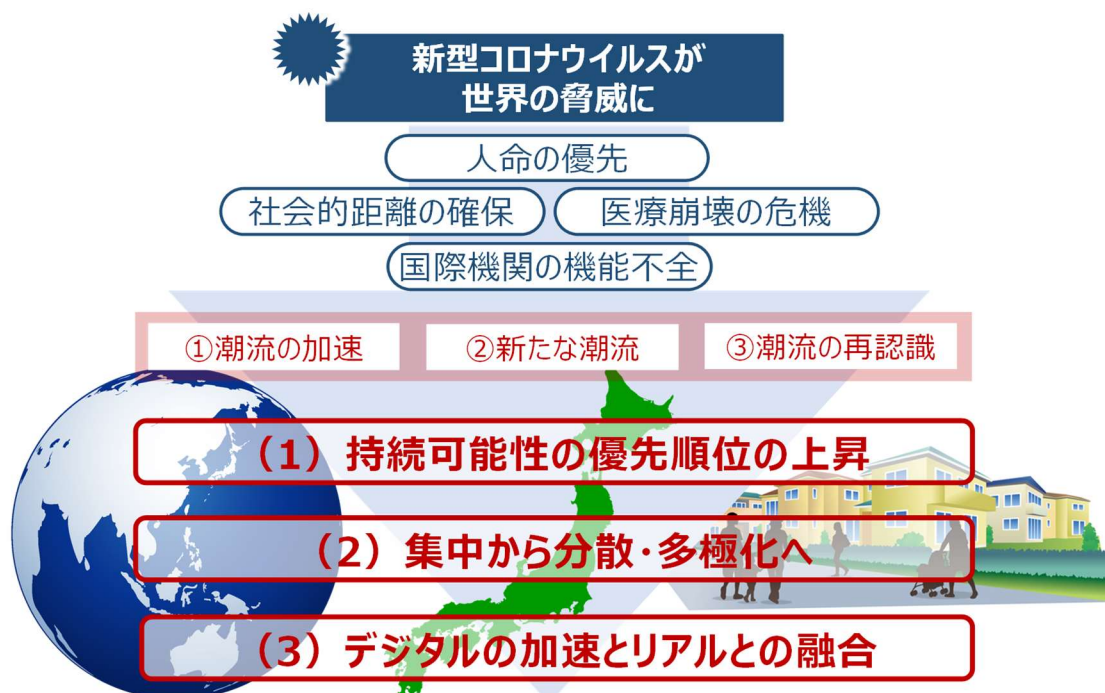 新型コロナウイルスが
世界の脅威に
人命の優先
社会的距離の確保
医療崩壊の危機
国際機関の機能不全
①潮流の加速
②新たな潮流
③潮流の再認識
（1）持続可能性の優先順位の上昇
（2）集中から分散・多極化へ
（3）デジタルの加速とリアルとの融合